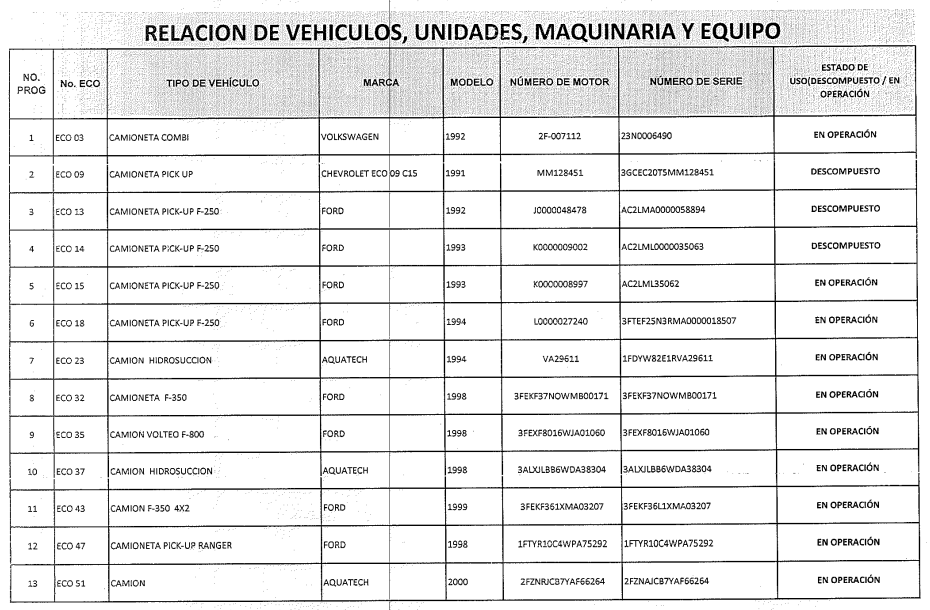 RELACION DE VEHICULOS, UNIDADES, MAQUINARIA Y EQUIPO
NO. PROG No. ECO TIPO DE VEHÍCULO MARCA MODELO NÚMERO DE MOTOR NÚMERO DE SERIE ESTADO DE USO(DESCOMPUESTO / EN OPERACIÓN
1 ECO 03 CAMIONETA COMBI VOLKSWAGEN 1992 2F-007112 23N0006490 EN OPERACIÓN
2 ECO 09 CAMIONETA PICK UP CHEVROLET ECO 09 C15 1991 MM128451 3GCEC20T5MM128451 DESCOMPUESTO
3 ECO 13 CAMIONETA PICK-UP F-250 FORD 1992 J0000048478 AC2LMA0000058894 DESCOMPUESTO
4 ECO 14 CAMIONETA PICK-UP F-250 FORD 1993 K0000009002 AC2LML0000035063 DESCOMPUESTO
5 ECO 15 CAMIONETA PICK-UP F-250 FORD 1993 K0000008997 AC2LML35062 EN OPERACIÓN
6 ECO 18 CAMIONETA PICK-UP F-250 FORD 1994 L0000027240 3FTEF25N3RMA0000018507 EN OPERACIÓN
7 ECO 23 CAMION HIDROSUCCION AQUATECH 1994 VA29611 1FDYW82E1RVA29611 EN OPERACIÓN
8 ECO 32 CAMIONETA F-350 FORD 1998 3FEKF37NOWMB00171 3FEKF37NOWMB00171 EN OPERACIÓN
9 ECO 35 CAMION VOLTEO F-800 FORD 1998 3FEXF8016WJA01060 3FEXF8016WJA01060 EN OPERACIÓN
10 ECO 37 CAMION HIDROSUCCION AQUATECH 1998 3ALXJLBB6WDA38304 3ALXJLBB6WDA38304 EN OPERACIÓN
11 ECO 43 CAMION F-350 4X2 FORD 1999 3FEKF361XMA03207 3FEKF36L1XMA03207 EN OPERACIÓN
12 ECO 47 CAMIONETA PICK-UP RANGER FORD 1998 1FTYR10C4WPA75292 1FTYR10C4WPA75292 EN OPERACIÓN
13 ECO 51 CAMION AQUATECH 2000 2FZNRJCB7YAF66264 2FZNAJCB7YAF66264 EN OPERACIÓN